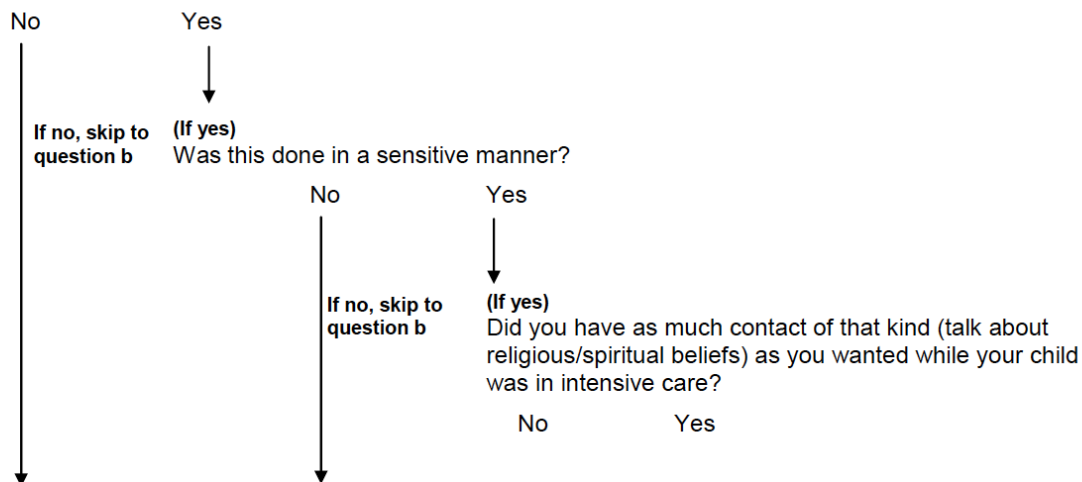 No Yes
If no, skip to (If yes)
question b Was this done in a sensitive manner?
No Yes
If no, skip to (If yes)
question b Did you have as much contact of that kind (talk about
religious/spiritual beliefs) as you wanted while your child
was in intensive care?
No Yes